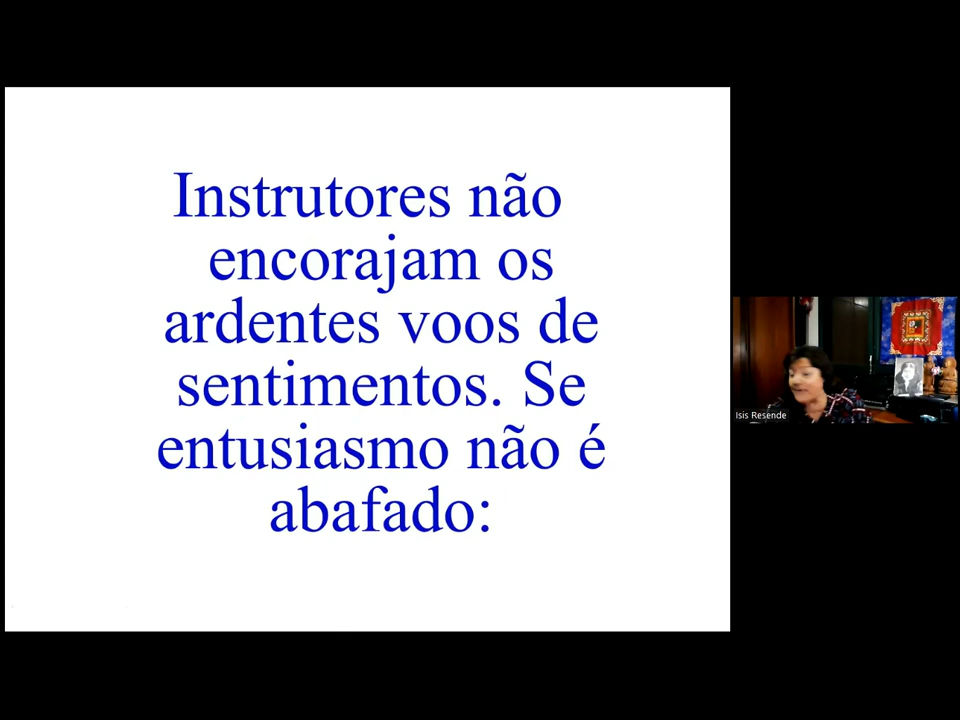 Instrutores não
encorajam os
ardentes voos de
sentimentos. Se
entusiasmo não é
abafado:
Isis Resende